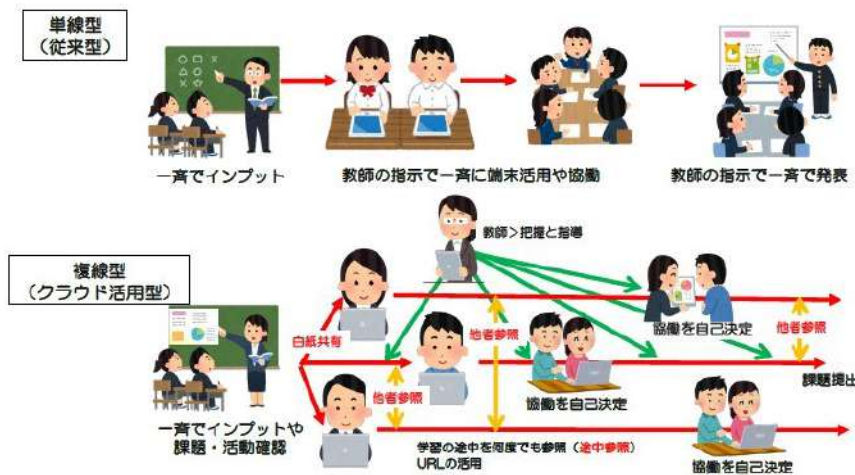 単線型
（従来型）
一斉でインプット
教師の指示で一斉に端末活用や協働
教師の指示で一斉で発表
教師＞把握と指導
複線型
（クラウド活用型）
白紙共有
他者参照
協働を自己決定
他者参照
他者参照
協働を自己決定
課題提出
一斉でインプットや
課題・活動確認
学習の途中を何度でも参照（途中参照）
URLの活用
協働を自己決定